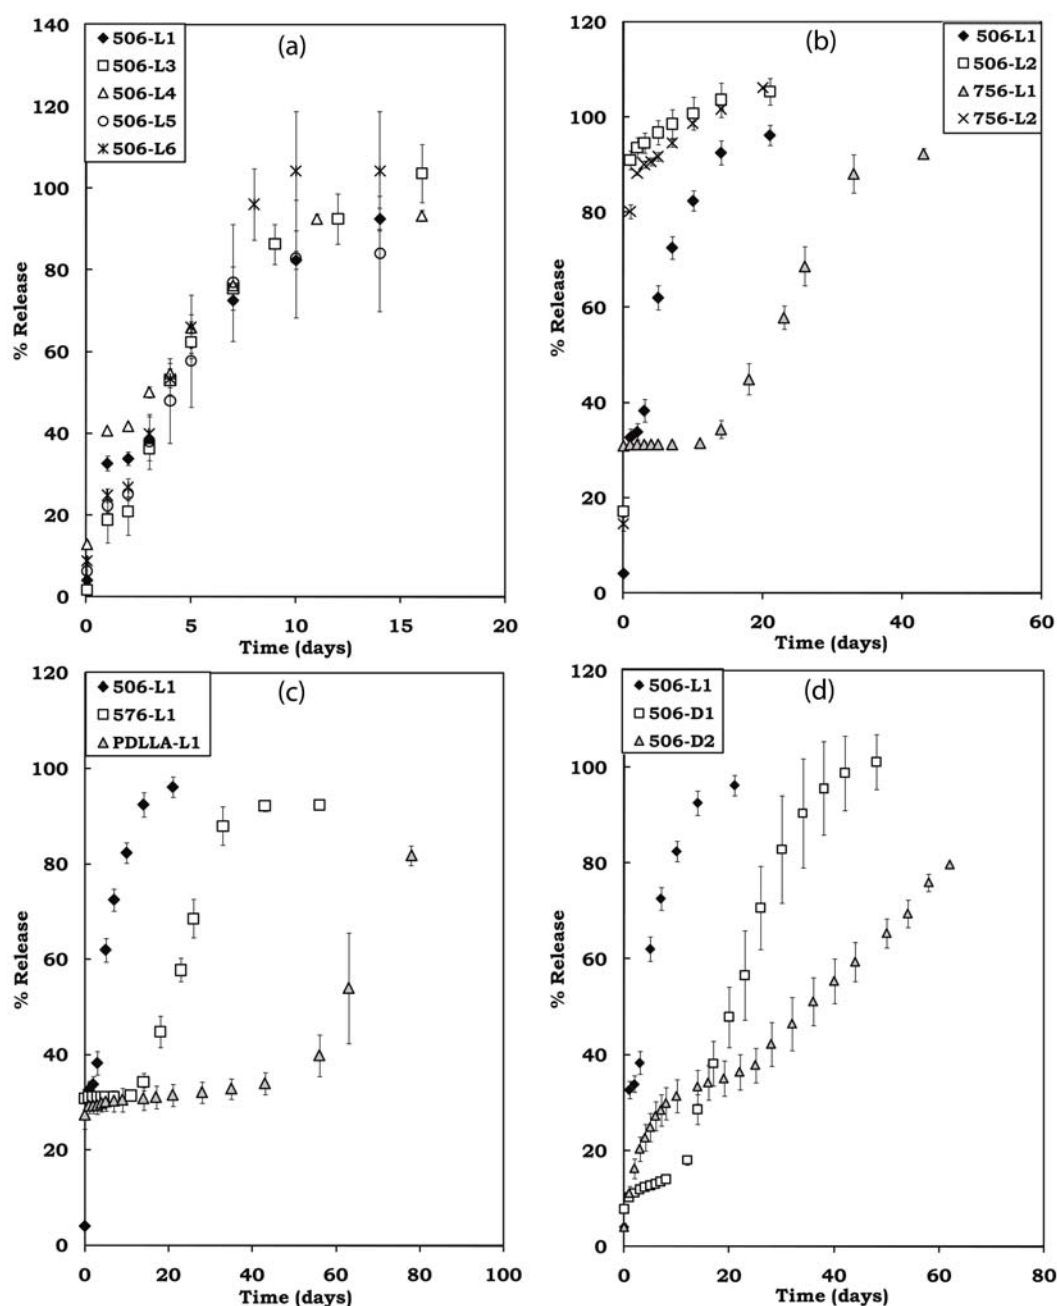 (a)
506-L1
506-L3
506-L4
506-L5
506-L6
% Release
140
120
100
80
60
40
20
0
0 5 10 15 20
Time (days)
(b)
506-L1
506-L2
756-L1
756-L2
% Release
120
100
80
60
40
20
0
0 20 40 60
Time (days)
(c)
506-L1
576-L1
PDLLA-L1
% Release
120
100
80
60
40
20
0
0 20 40 60 80 100
Time (days)
(d)
506-L1
506-D1
506-D2
% Release
120
100
80
60
40
20
0
0 20 40 60 80
Time (days)